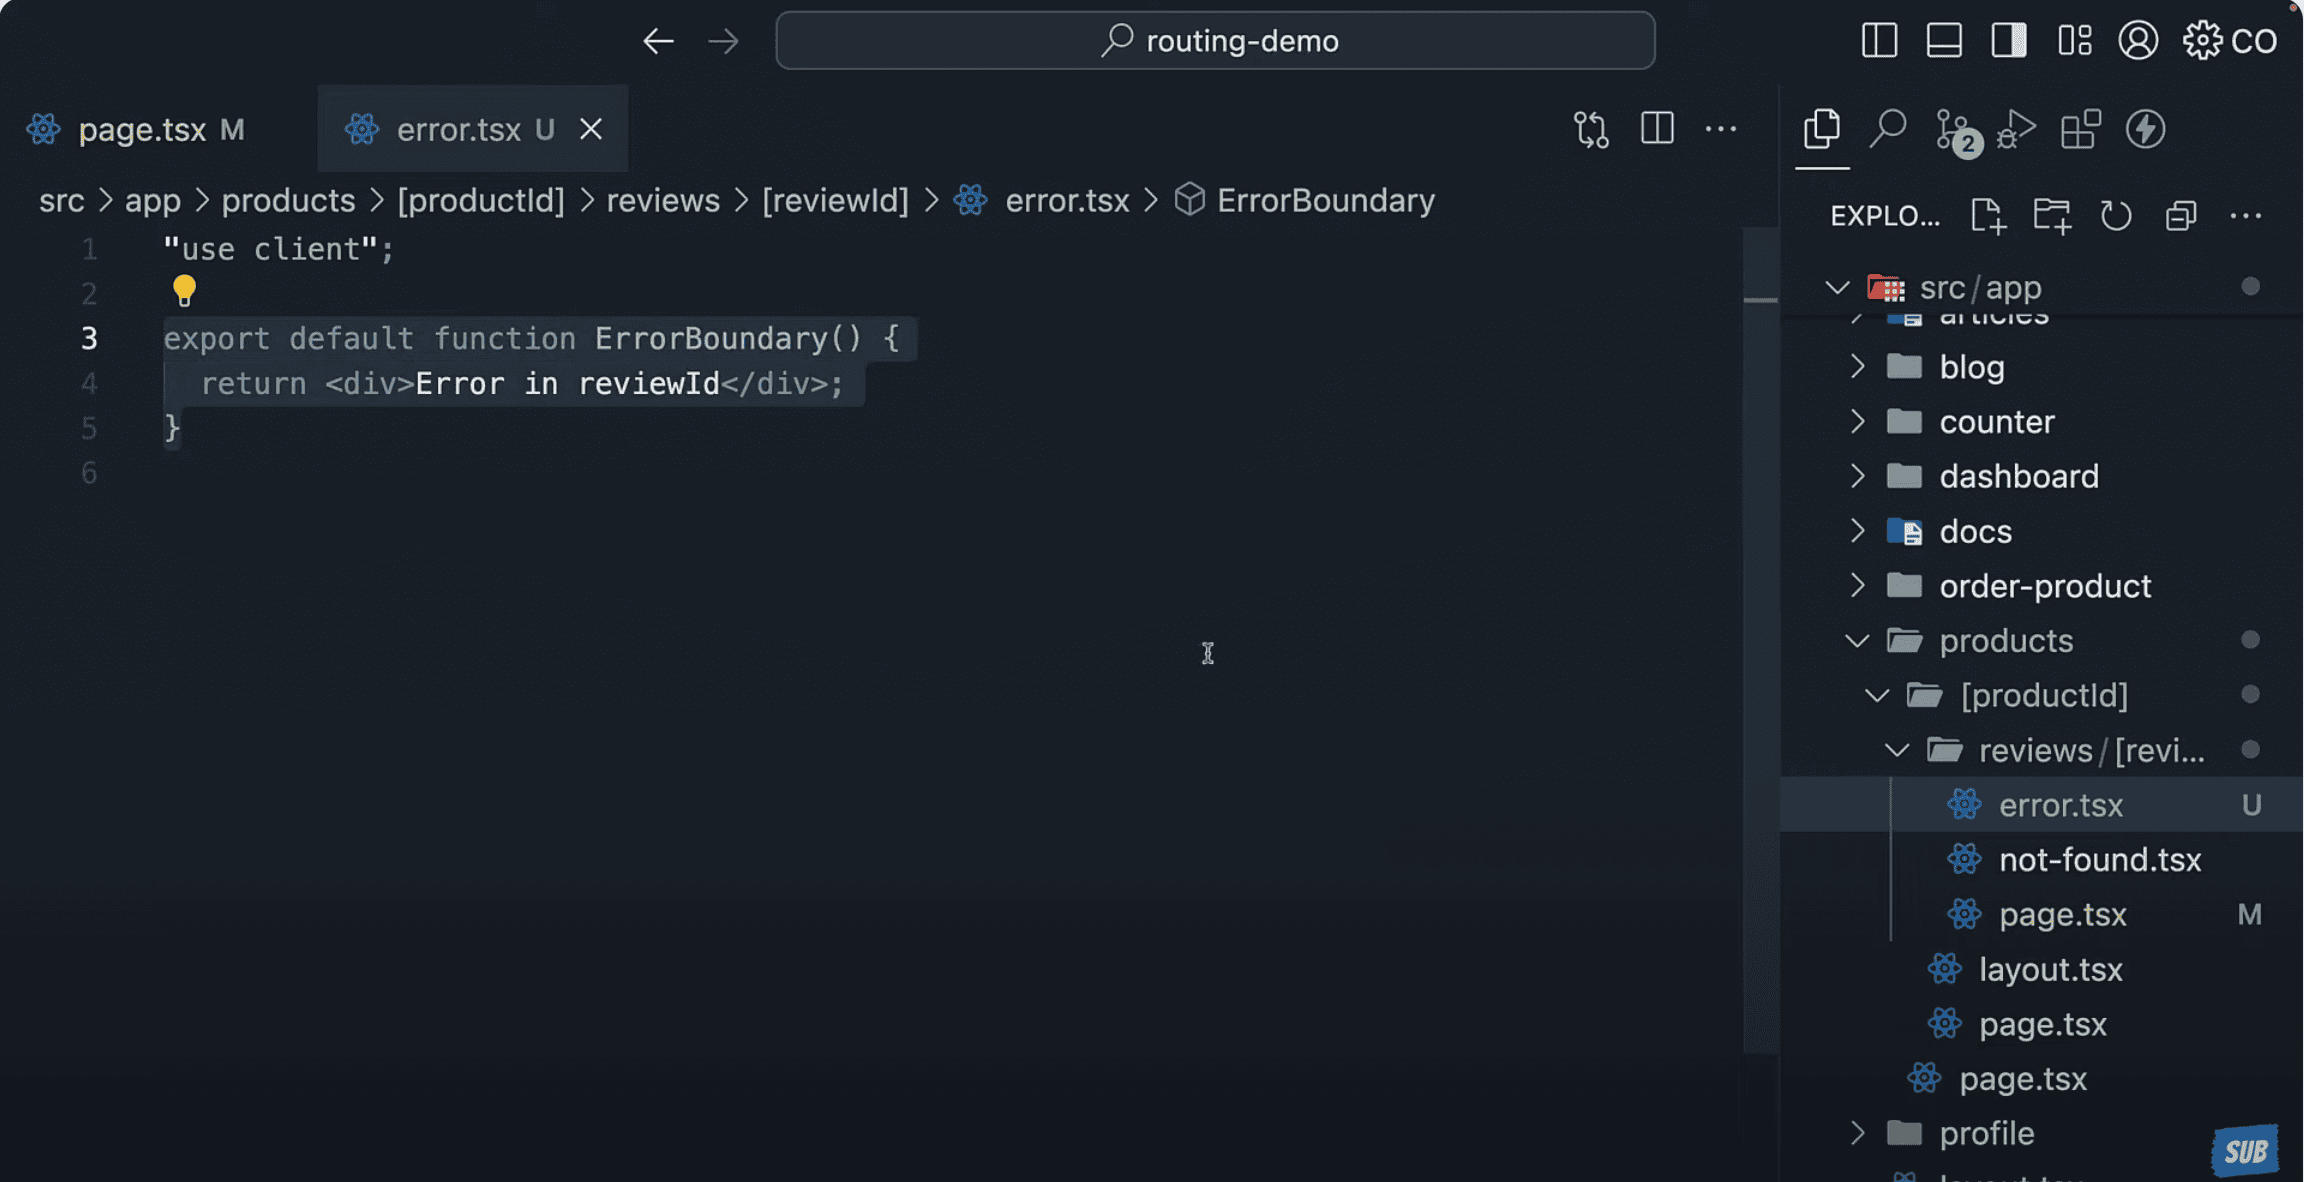 routing-demo
CO
page.tsx M
error.tsx U
2
src > app > products > [productId] > reviews > [reviewId] > error.tsx > ErrorBoundary
EXPLO...
1 "use client";
2
3 export default function ErrorBoundary() {
4 return <div>Error in reviewId</div>;
5 }
6
src/app
articles
blog
counter
dashboard
docs
order-product
products
[productId]
reviews/[revi...
error.tsx U
not-found.tsx
page.tsx M
layout.tsx
page.tsx
page.tsx
profile
layout.tsx
SUB